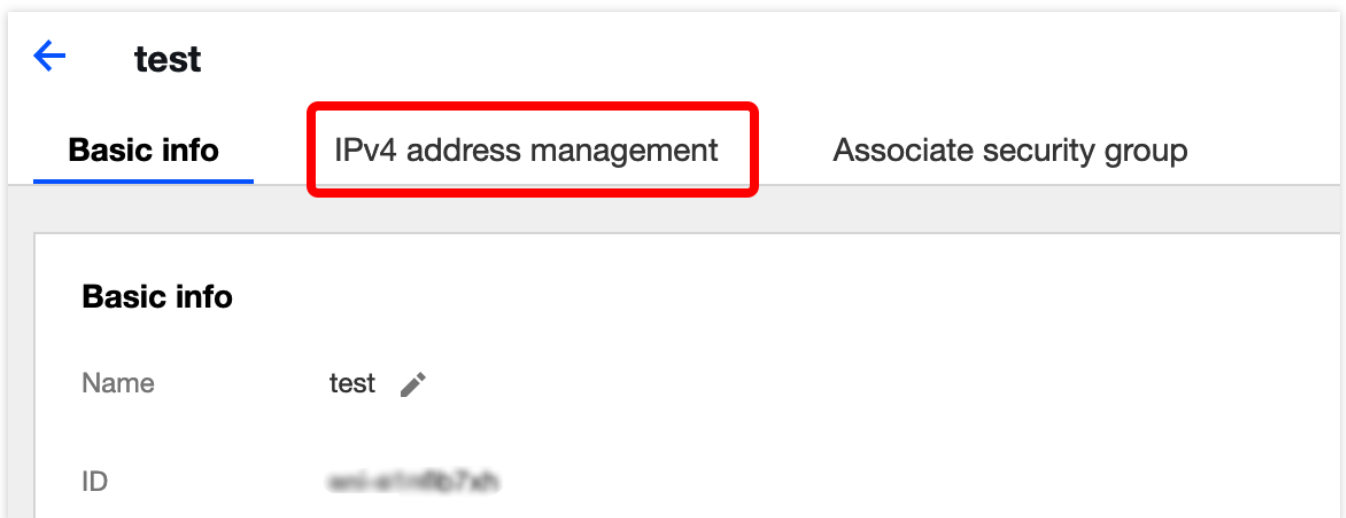 test
Basic info IPv4 address management Associate security group
Basic info
Name test
ID